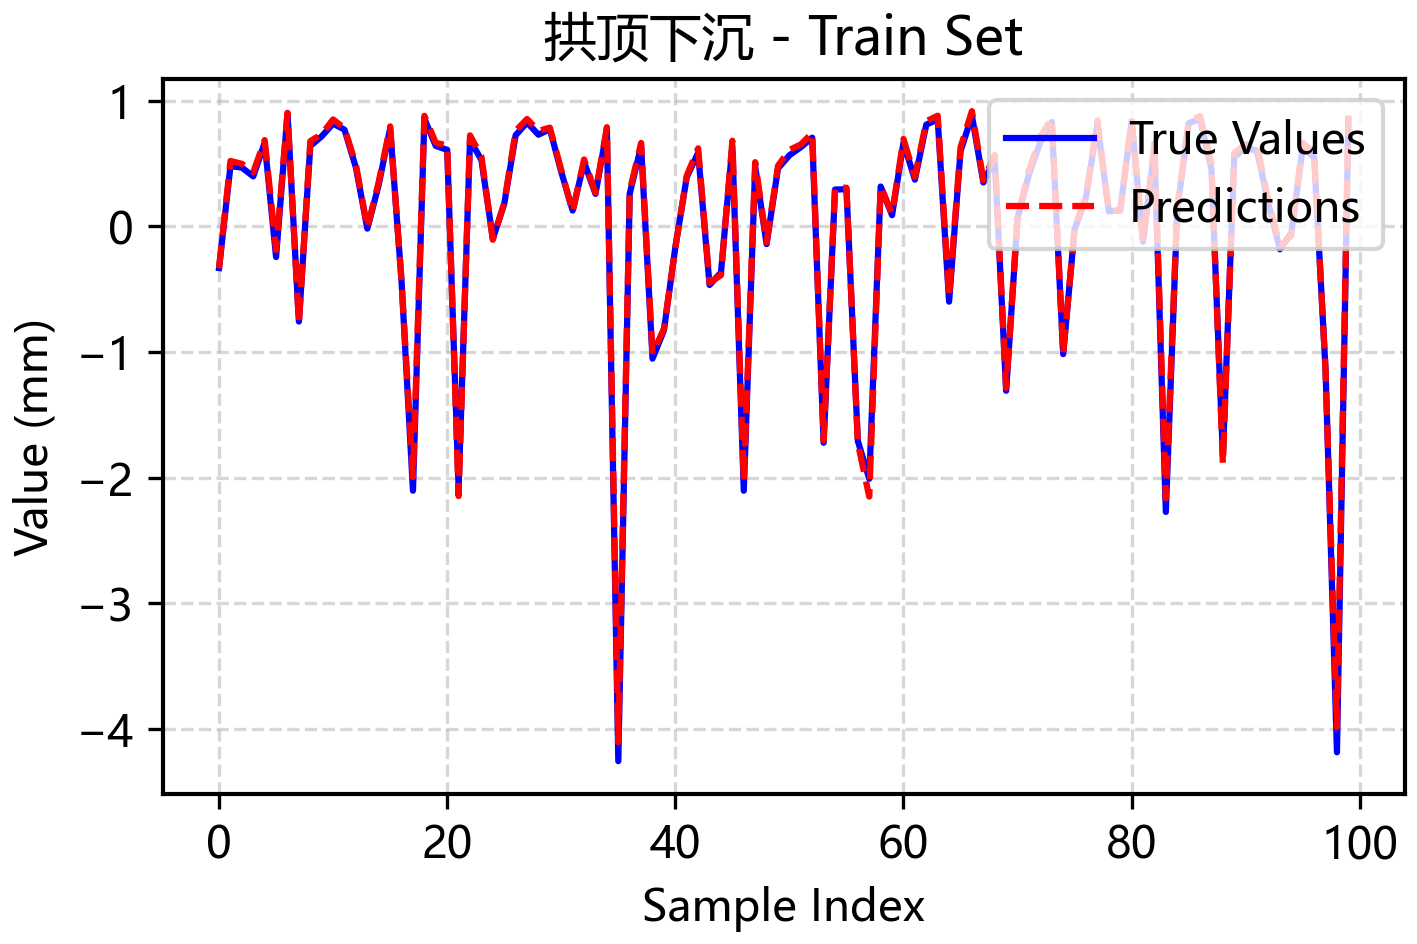 拱顶下沉 - Train Set
True Values
Predictions
Value (mm)
1
0
−1
−2
−3
−4
0 20 40 60 80 100
Sample Index